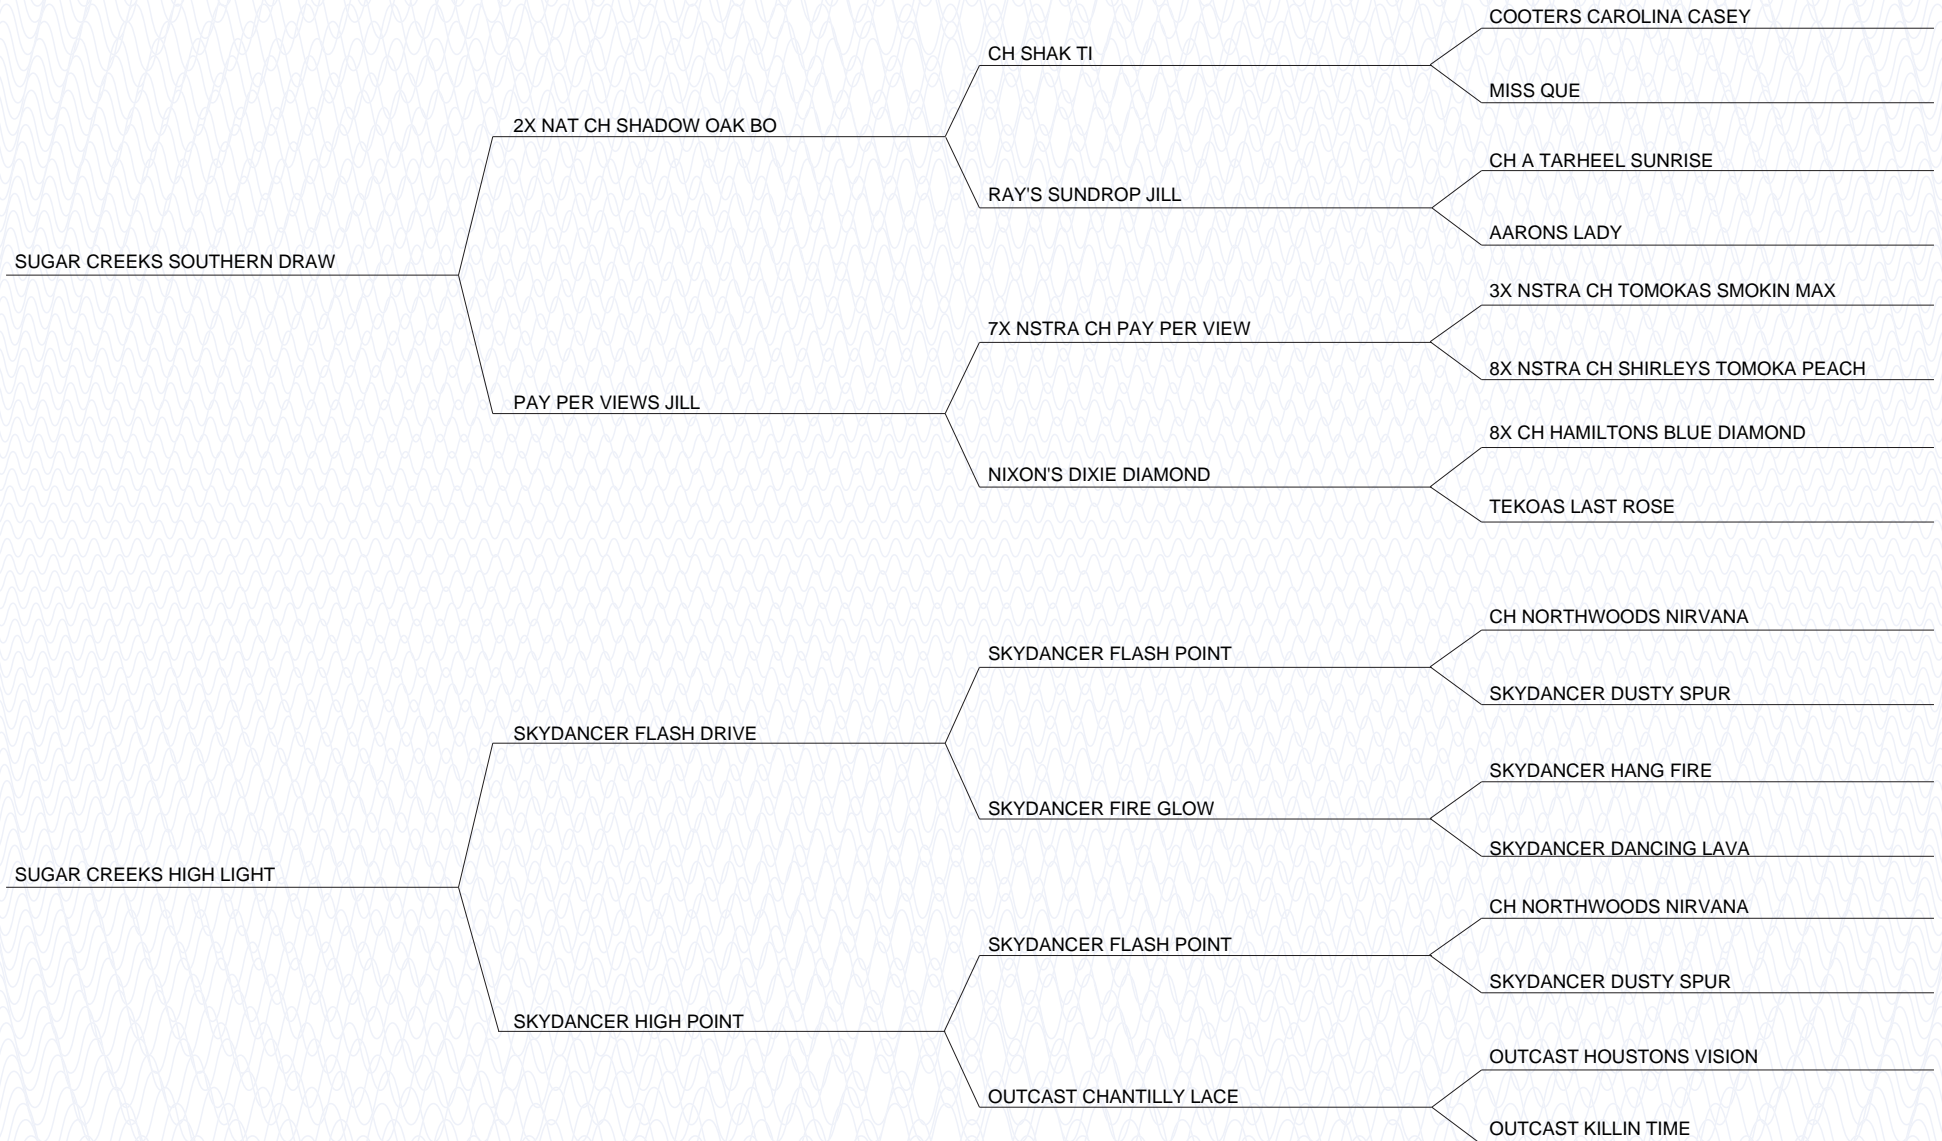 COOTERS CAROLINA CASEY
CH SHAK TI
MISS QUE
2X NAT CH SHADOW OAK BO
CH A TARHEEL SUNRISE
RAY'S SUNDROP JILL
AARONS LADY
SUGAR CREEKS SOUTHERN DRAW
3X NSTRA CH TOMOKAS SMOKIN MAX
7X NSTRA CH PAY PER VIEW
8X NSTRA CH SHIRLEYS TOMOKA PEACH
PAY PER VIEWS JILL
8X CH HAMILTONS BLUE DIAMOND
NIXON'S DIXIE DIAMOND
TEKOAS LAST ROSE
CH NORTHWOODS NIRVANA
SKYDANCER FLASH POINT
SKYDANCER DUSTY SPUR
SKYDANCER FLASH DRIVE
SKYDANCER HANG FIRE
SKYDANCER FIRE GLOW
SKYDANCER DANCING LAVA
SUGAR CREEKS HIGH LIGHT
CH NORTHWOODS NIRVANA
SKYDANCER FLASH POINT
SKYDANCER DUSTY SPUR
SKYDANCER HIGH POINT
OUTCAST HOUSTONS VISION
OUTCAST CHANTILLY LACE
OUTCAST KILLIN TIME